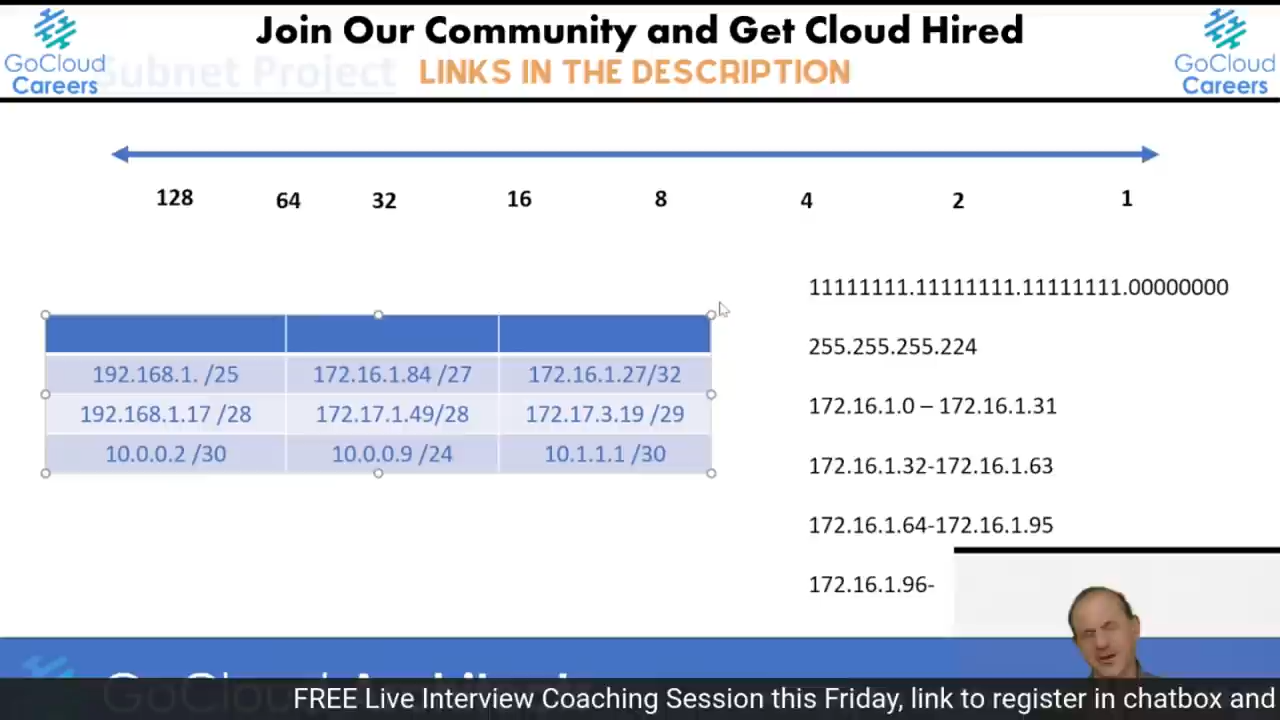 Join Our Community and Get Cloud Hired
GoCloud
Careers
Subnet Project
LINKS IN THE DESCRIPTION
GoCloud
Careers
128 64 32 16 8 4 2 1
11111111.11111111.11111111.00000000
255.255.255.224
192.168.1. /25 172.16.1.84 /27 172.16.1.27/32
192.168.1.17 /28 172.17.1.49/28 172.17.3.19 /29
10.0.0.2 /30 10.0.0.9 /24 10.1.1.1 /30
172.16.1.0 – 172.16.1.31
172.16.1.32-172.16.1.63
172.16.1.64-172.16.1.95
172.16.1.96-
GoCloud Architects
FREE Live Interview Coaching Session this Friday, link to register in chatbox and